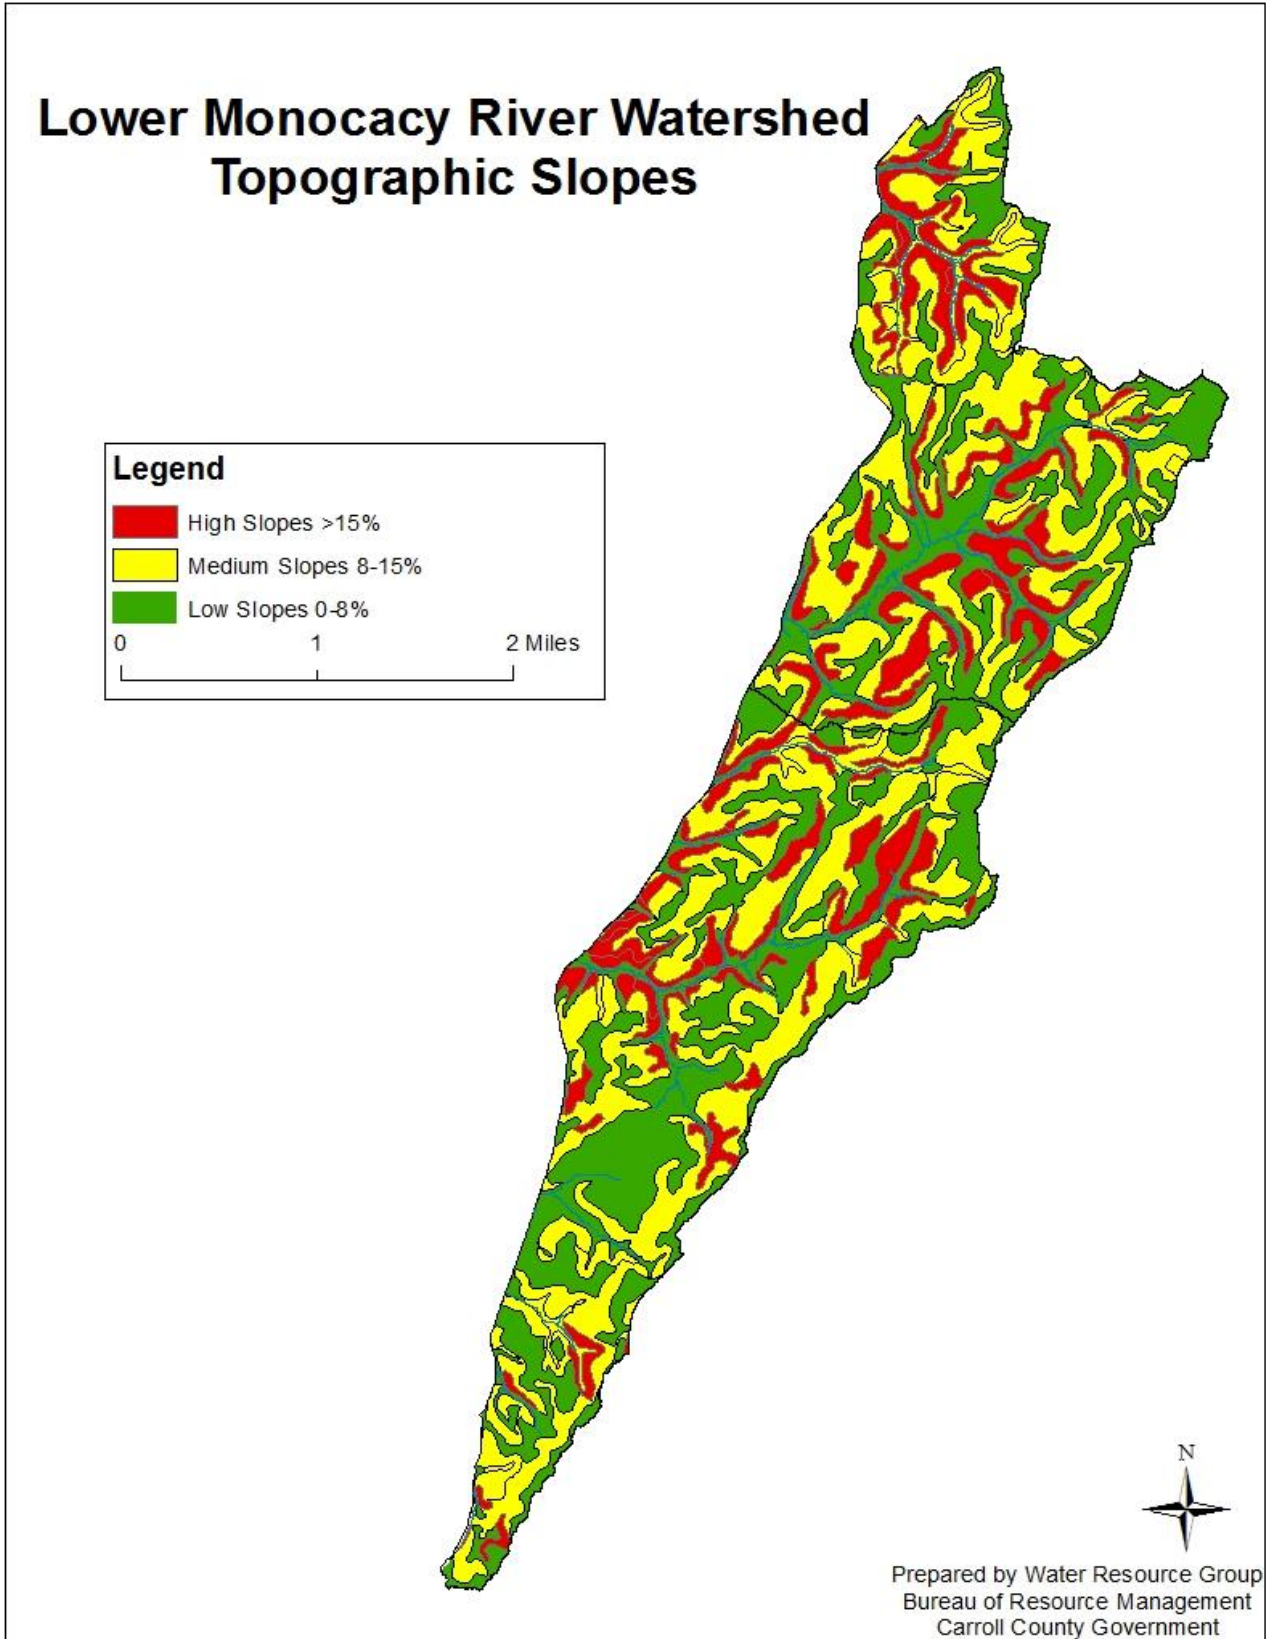 Lower Monocacy River Watershed
Topographic Slopes
Legend
High Slopes >15%
Medium Slopes 8-15%
Low Slopes 0-8%
0 1 2 Miles
N
Prepared by Water Resource Group
Bureau of Resource Management
Carroll County Government